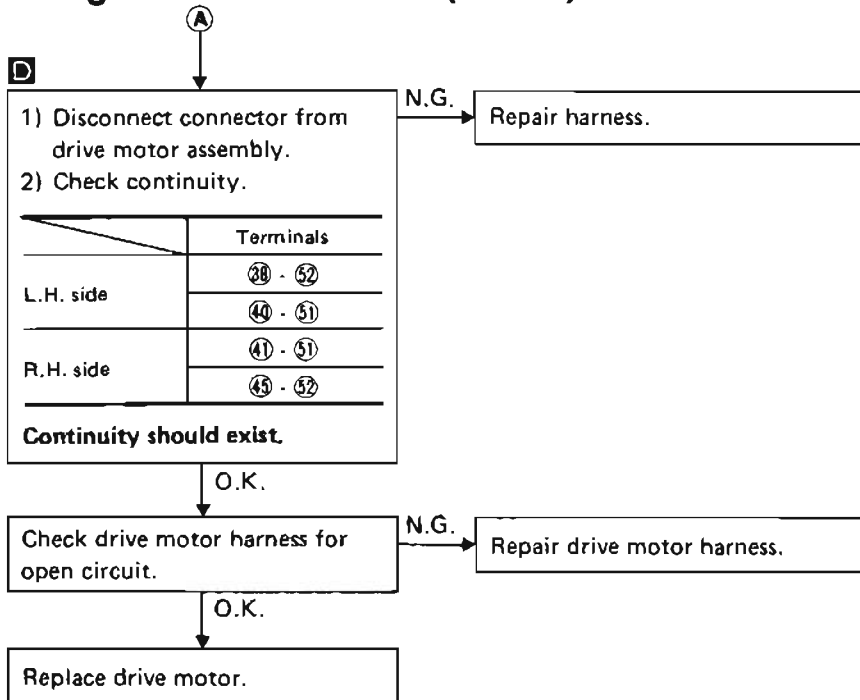 A
D
1) Disconnect connector from
drive motor assembly.
2) Check continuity.
Terminals
L.H. side
38 - 52
40 - 51
R.H. side
41 - 51
45 - 52
Continuity should exist.
N.G.
Repair harness.
O.K.
Check drive motor harness for
open circuit.
N.G.
Repair drive motor harness.
O.K.
Replace drive motor.